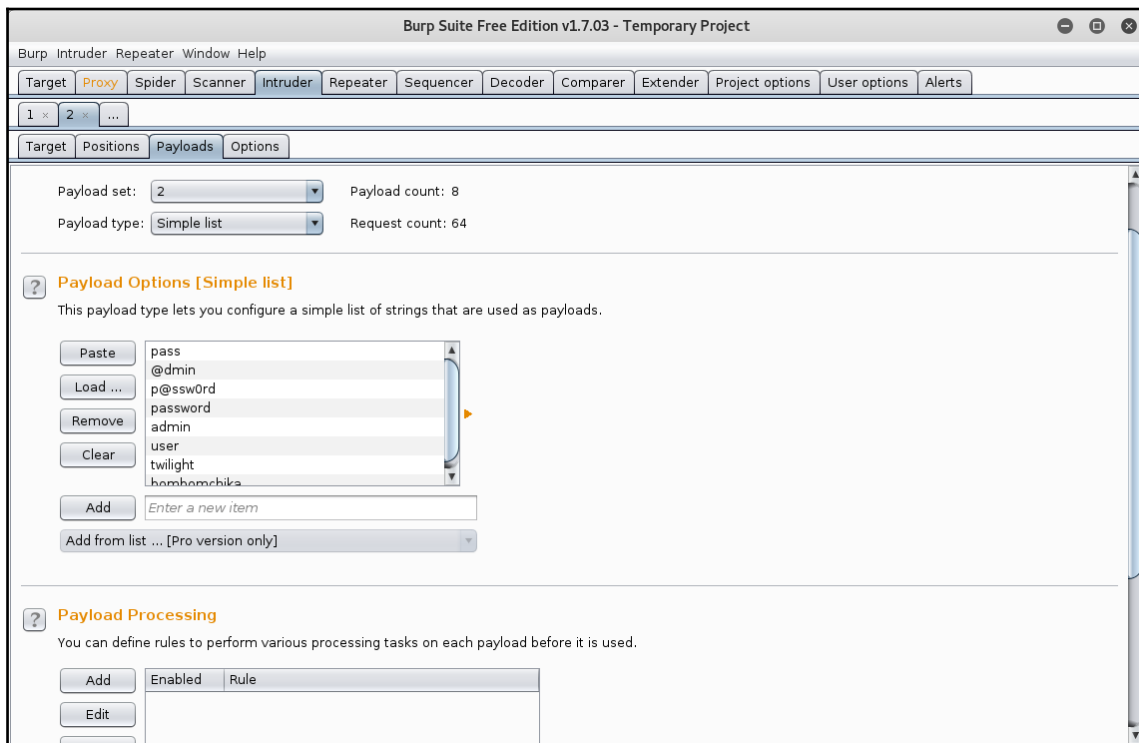 Burp Suite Free Edition v1.7.03 - Temporary Project
Burp Intruder Repeater Window Help
Target Proxy Spider Scanner Intruder Repeater Sequencer Decoder Comparer Extender Project options User options Alerts
1 × 2 × ...
Target Positions Payloads Options
Payload set: 2 Payload count: 8
Payload type: Simple list Request count: 64
? Payload Options [Simple list]
This payload type lets you configure a simple list of strings that are used as payloads.
Paste pass
@dmin
Load ... p@ssw0rd
password
Remove admin
user
Clear twilight
bombomchika
Add Enter a new item
Add from list ... [Pro version only]
? Payload Processing
You can define rules to perform various processing tasks on each payload before it is used.
Add Enabled Rule
Edit